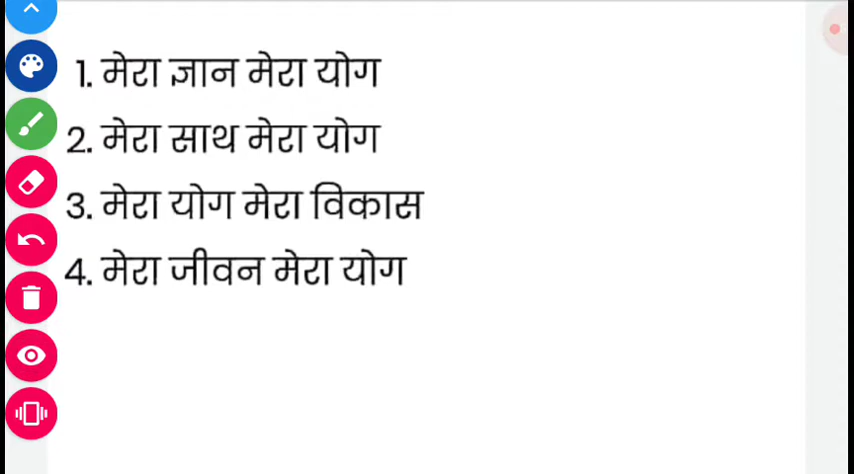 1. मेरा ज्ञान मेरा योग
2. मेरा साथ मेरा योग
3. मेरा योग मेरा विकास
4. मेरा जीवन मेरा योग